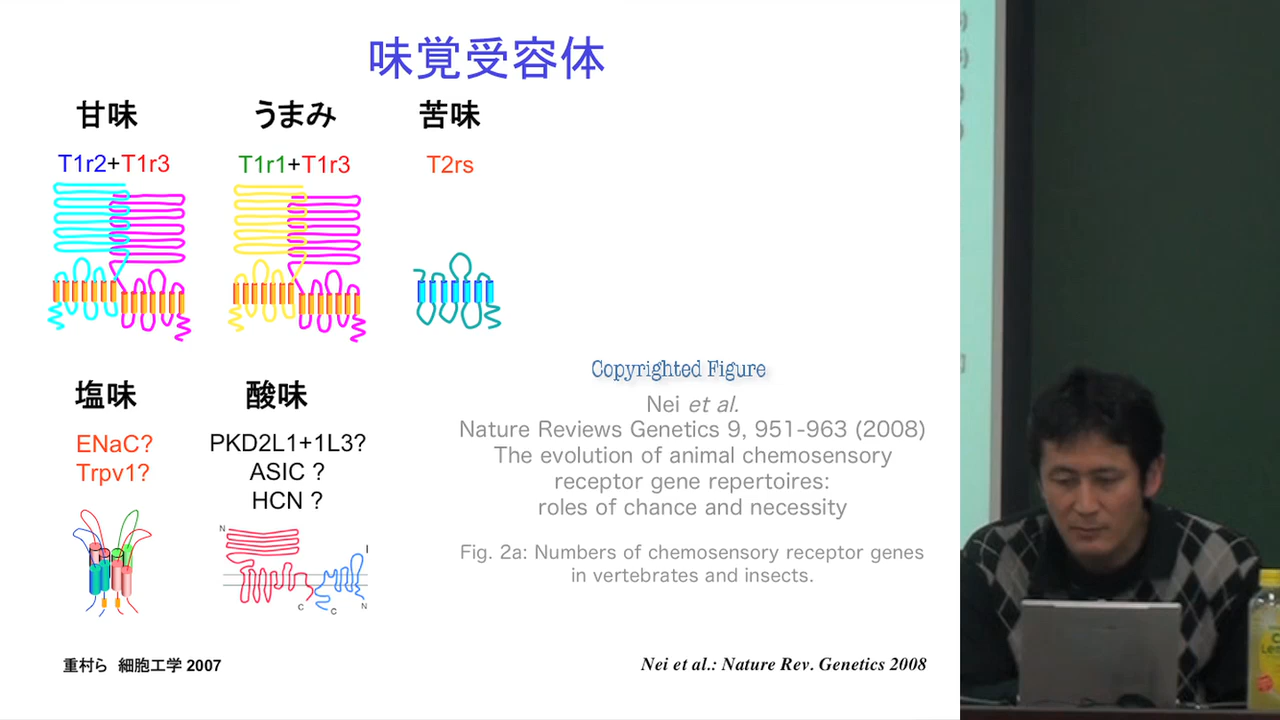 味覚受容体
甘味
うまみ
苦味
T1r2+T1r3
T1r1+T1r3
T2rs
塩味
酸味
ENaC?
Trpv1?
PKD2L1+1L3?
ASIC ?
HCN ?
N
I
C
C
N
Copyrighted Figure
Nei et al.
Nature Reviews Genetics 9, 951-963 (2008)
The evolution of animal chemosensory
receptor gene repertoires:
roles of chance and necessity
Fig. 2a: Numbers of chemosensory receptor genes
in vertebrates and insects.
重村ら 細胞工学 2007
Nei et al.: Nature Rev. Genetics 2008